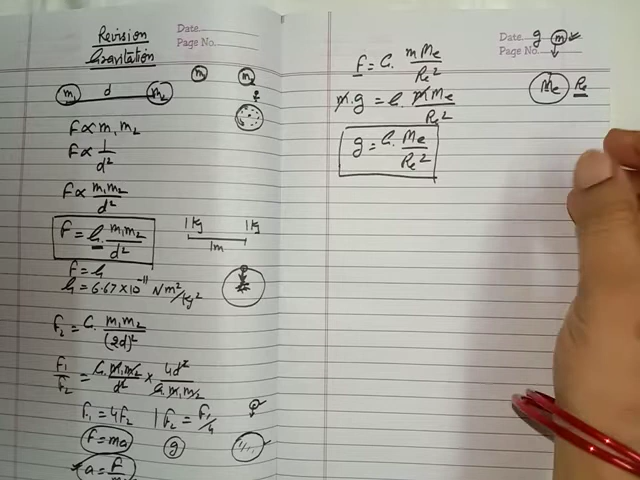 Revision
Gravitation
Date
Page No.
m₁ d m₂
m₁ m₂
F ∝ m₁m₂
F ∝ 1/d²
F ∝ m₁m₂/d²
F = G m₁m₂/d²
1kg 1kg
1m
F = G
G = 6.67×10⁻¹¹ Nm²/kg²
F₂ = G. m₁m₂/(2d)²
F₁/F₂ = G.m₁m₂/d² × 4d²/G.m₁m₂
F₁ = 4F₂ | F₂ = F₁/4
F = ma g
a = F/m
Date
Page No.
g m
Me Re
F = G. mMe/Re²
m.g = G. mMe/Re²
g = G. Me/Re²